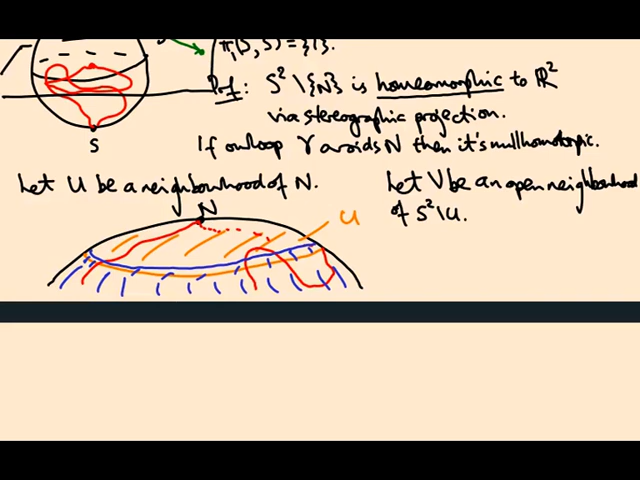 π₁(S², S) = {1}.
Prf: S² \ {N} is homeomorphic to ℝ²
via stereographic projection.
S
If our loop γ avoids N then it's nullhomotopic.
Let U be a neighbourhood of N.
Let V be an open neighbourhood
of S² \ U.
N
U